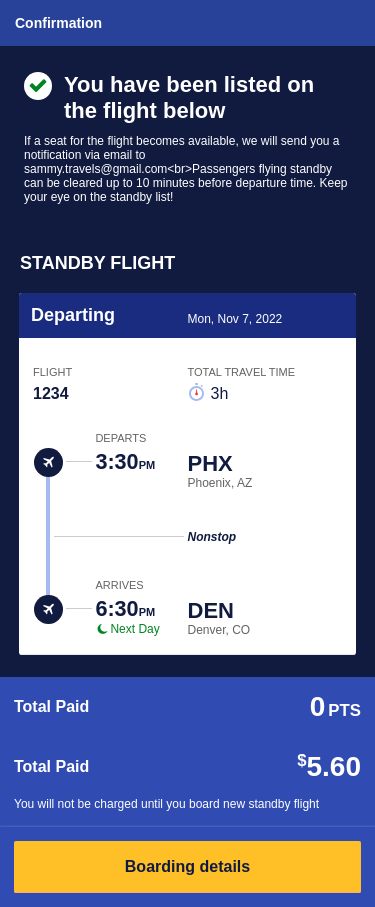 Confirmation
You have been listed on
the flight below
If a seat for the flight becomes available, we will send you a
notification via email to
sammy.travels@gmail.com<br>Passengers flying standby
can be cleared up to 10 minutes before departure time. Keep
your eye on the standby list!
STANDBY FLIGHT
Departing Mon, Nov 7, 2022
FLIGHT TOTAL TRAVEL TIME
1234 3h
DEPARTS
3:30PM PHX
Phoenix, AZ
Nonstop
ARRIVES
6:30PM DEN
Next Day Denver, CO
Total Paid 0 PTS
Total Paid $5.60
You will not be charged until you board new standby flight
Boarding details